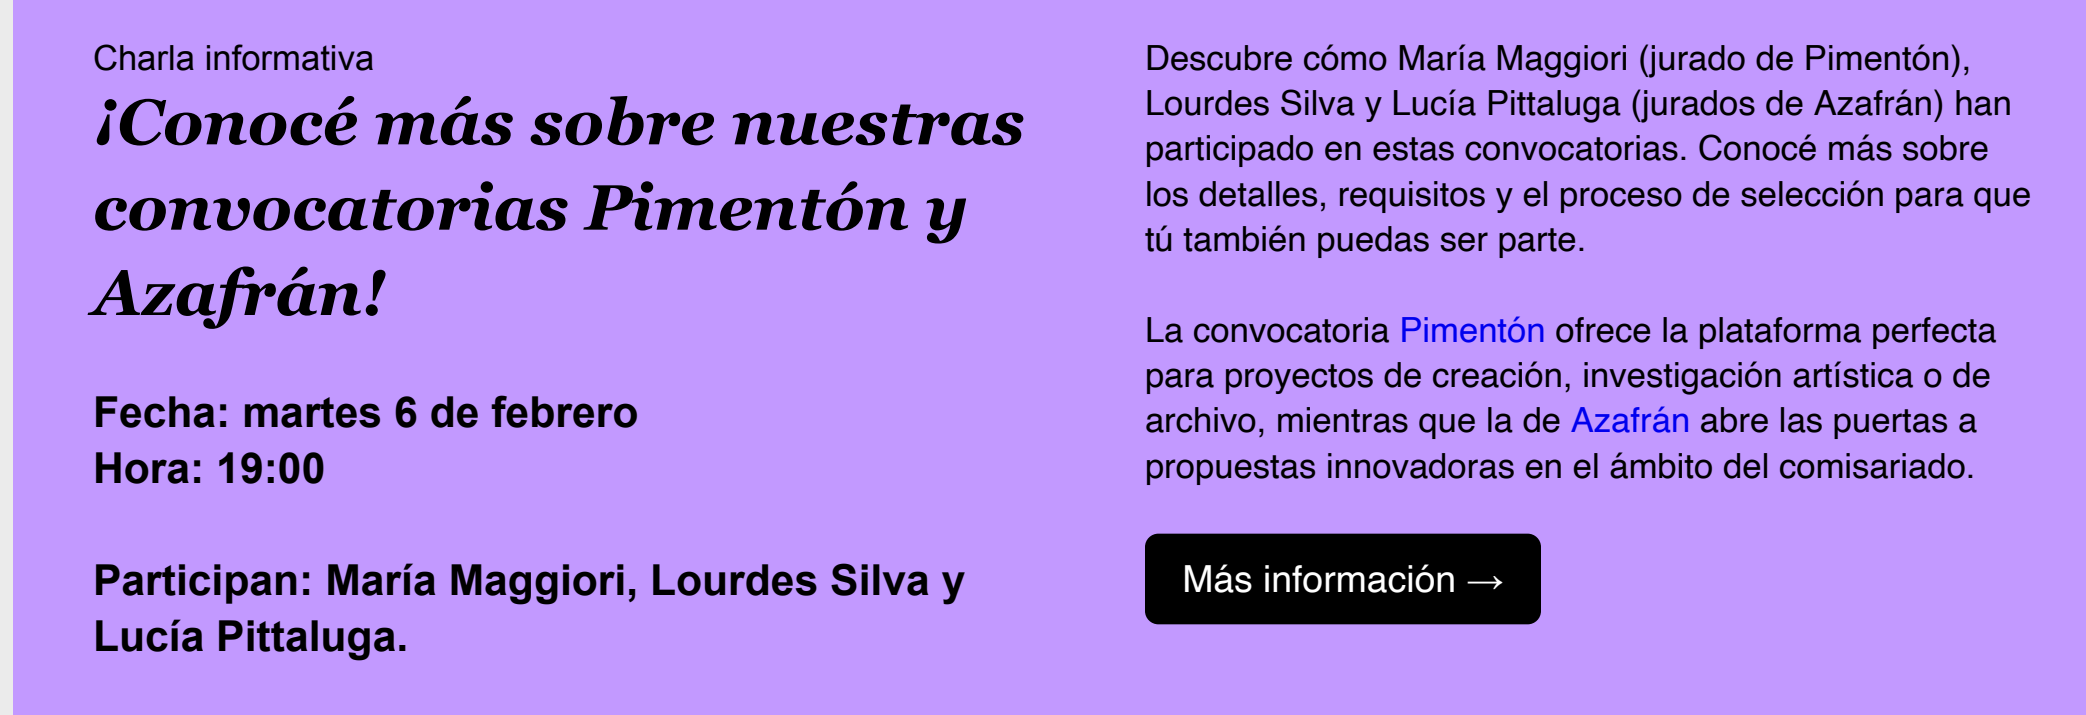 Charla informativa
¡Conocé más sobre nuestras
convocatorias Pimentón y
Azafrán!
Fecha: martes 6 de febrero
Hora: 19:00
Participan: María Maggiori, Lourdes Silva y
Lucía Pittaluga.
Descubre cómo María Maggiori (jurado de Pimentón),
Lourdes Silva y Lucía Pittaluga (jurados de Azafrán) han
participado en estas convocatorias. Conocé más sobre
los detalles, requisitos y el proceso de selección para que
tú también puedas ser parte.
La convocatoria Pimentón ofrece la plataforma perfecta
para proyectos de creación, investigación artística o de
archivo, mientras que la de Azafrán abre las puertas a
propuestas innovadoras en el ámbito del comisariado.
Más información →